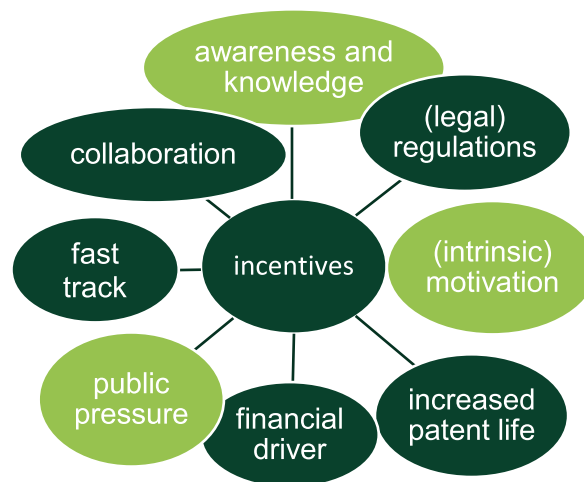 awareness and
knowledge
(legal)
regulations
collaboration
incentives
(intrinsic)
motivation
fast
track
public
pressure
financial
driver
increased
patent life